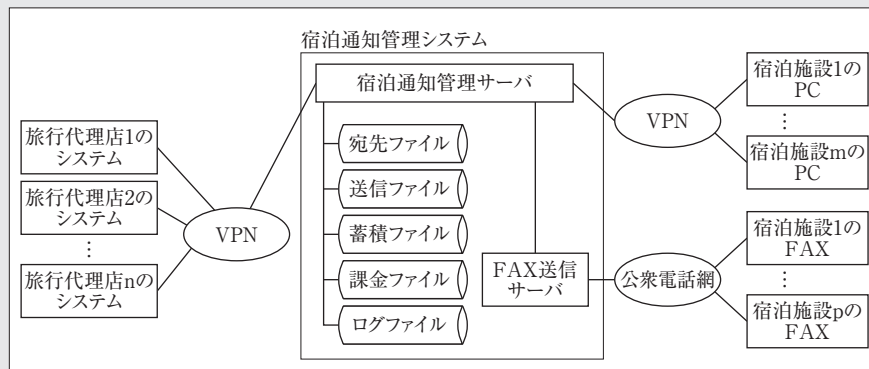 宿泊通知管理システム
宿泊通知管理サーバ
宛先ファイル
送信ファイル
蓄積ファイル
課金ファイル
ログファイル
FAX送信
サーバ
旅行代理店1の
システム
旅行代理店2の
システム
⋮
旅行代理店nの
システム
VPN
VPN
公衆電話網
宿泊施設1の
PC
⋮
宿泊施設mの
PC
宿泊施設1の
FAX
⋮
宿泊施設pの
FAX